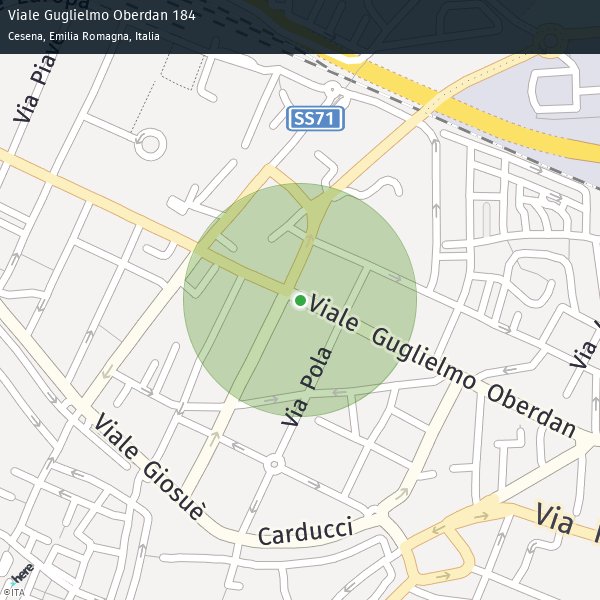 Viale Guglielmo Oberdan 184
Cesena, Emilia Romagna, Italia
Via Piave
SS71
Viale Guglielmo Oberdan
Via Pola
Viale Giosuè
Carducci
Via
Via
here
©ITA